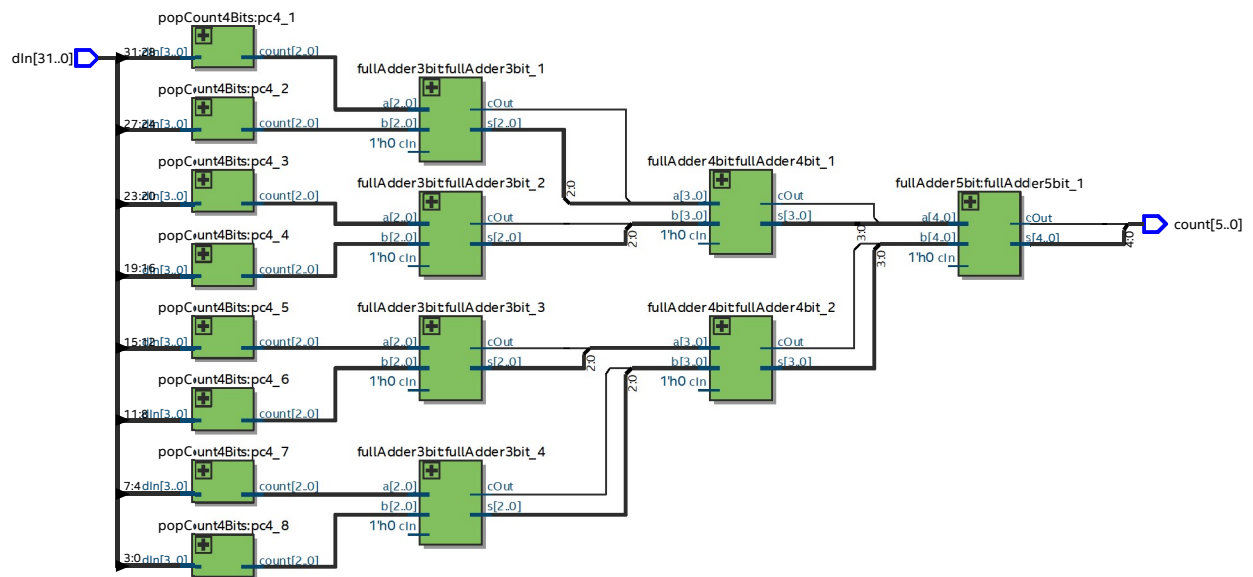 popCount4Bits:pc4_1
dIn[31..0]
31:28
dIn[3..0]
count[2..0]
fullAdder3bit:fullAdder3bit_1
popCount4Bits:pc4_2
a[2..0]
cOut
27:24
dIn[3..0]
count[2..0]
b[2..0]
s[2..0]
1'h0 cIn
popCount4Bits:pc4_3
fullAdder4bit:fullAdder4bit_1
fullAdder3bit:fullAdder3bit_2
fullAdder5bit:fullAdder5bit_1
2:0
23:20
dIn[3..0]
count[2..0]
a[3..0]
cOut
a[2..0]
cOut
b[3..0]
s[3..0]
a[4..0]
cOut
count[5..0]
popCount4Bits:pc4_4
b[2..0]
s[2..0]
2:0
1'h0 cIn
3:0
b[4..0]
s[4..0]
4:0
1'h0 cIn
3:0
1'h0 cIn
19:16
dIn[3..0]
count[2..0]
popCount4Bits:pc4_5
fullAdder3bit:fullAdder3bit_3
fullAdder4bit:fullAdder4bit_2
15:12
dIn[3..0]
count[2..0]
a[2..0]
cOut
a[3..0]
cOut
b[2..0]
s[2..0]
2:0
b[3..0]
s[3..0]
popCount4Bits:pc4_6
1'h0 cIn
2:0
1'h0 cIn
11:8
dIn[3..0]
count[2..0]
popCount4Bits:pc4_7
fullAdder3bit:fullAdder3bit_4
7:4
dIn[3..0]
count[2..0]
a[2..0]
cOut
b[2..0]
s[2..0]
popCount4Bits:pc4_8
1'h0 cIn
3:0
dIn[3..0]
count[2..0]